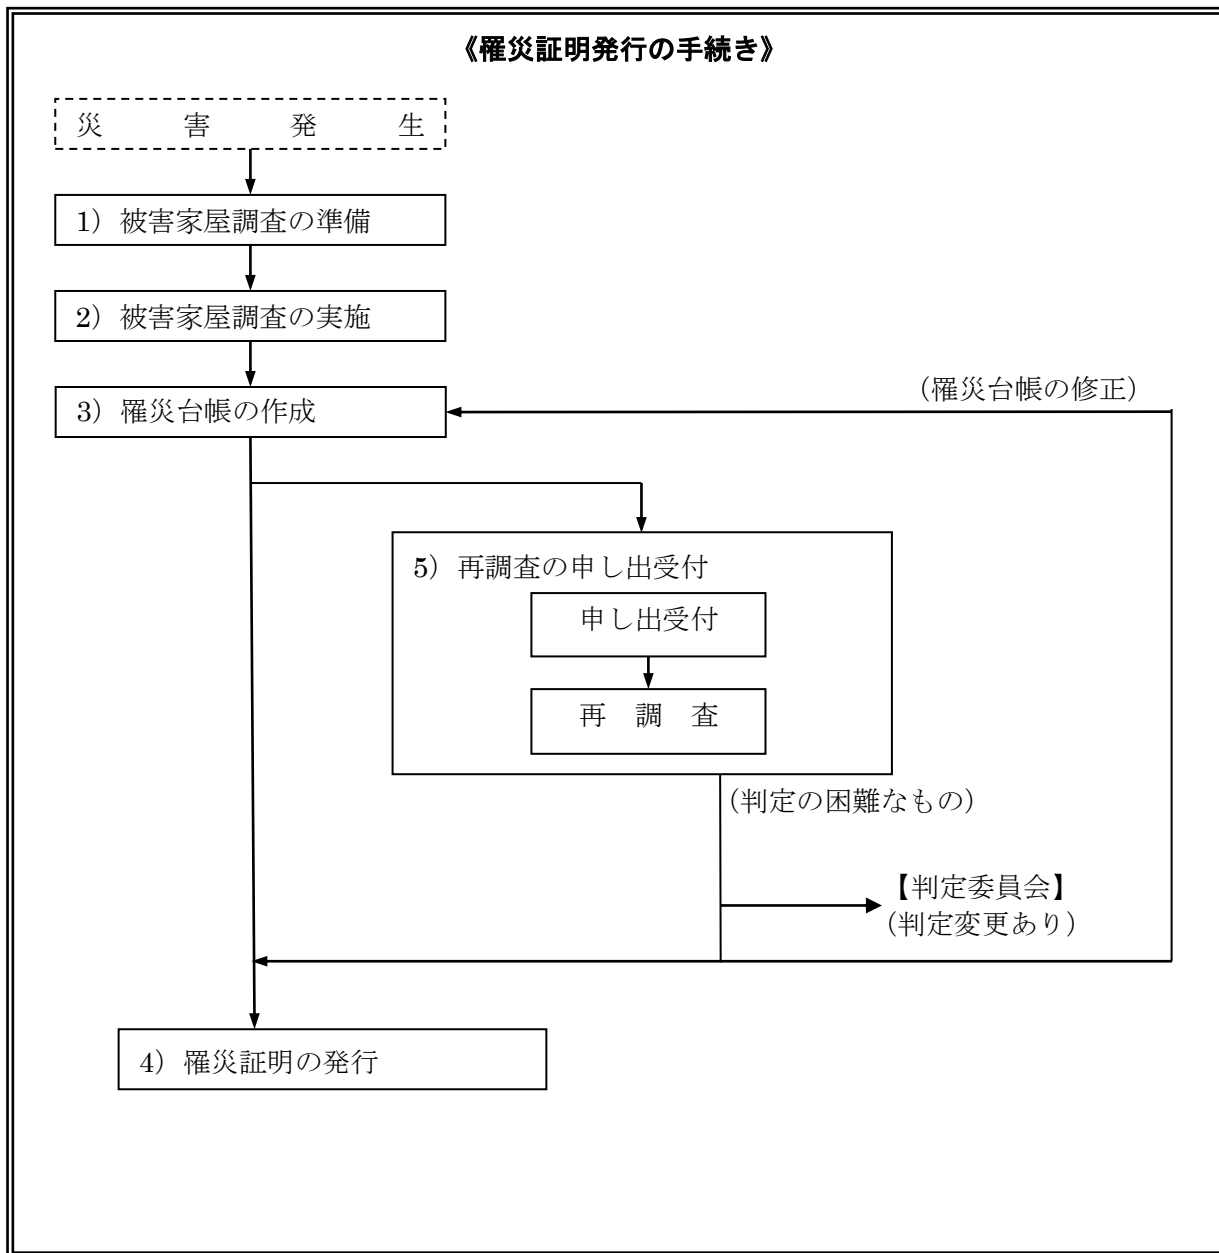 《罹災証明発行の手続き》
災害発生
1）被害家屋調査の準備
2）被害家屋調査の実施
（罹災台帳の修正）
3）罹災台帳の作成
5）再調査の申し出受付
申し出受付
再調査
（判定の困難なもの）
【判定委員会】
（判定変更あり）
4）罹災証明の発行